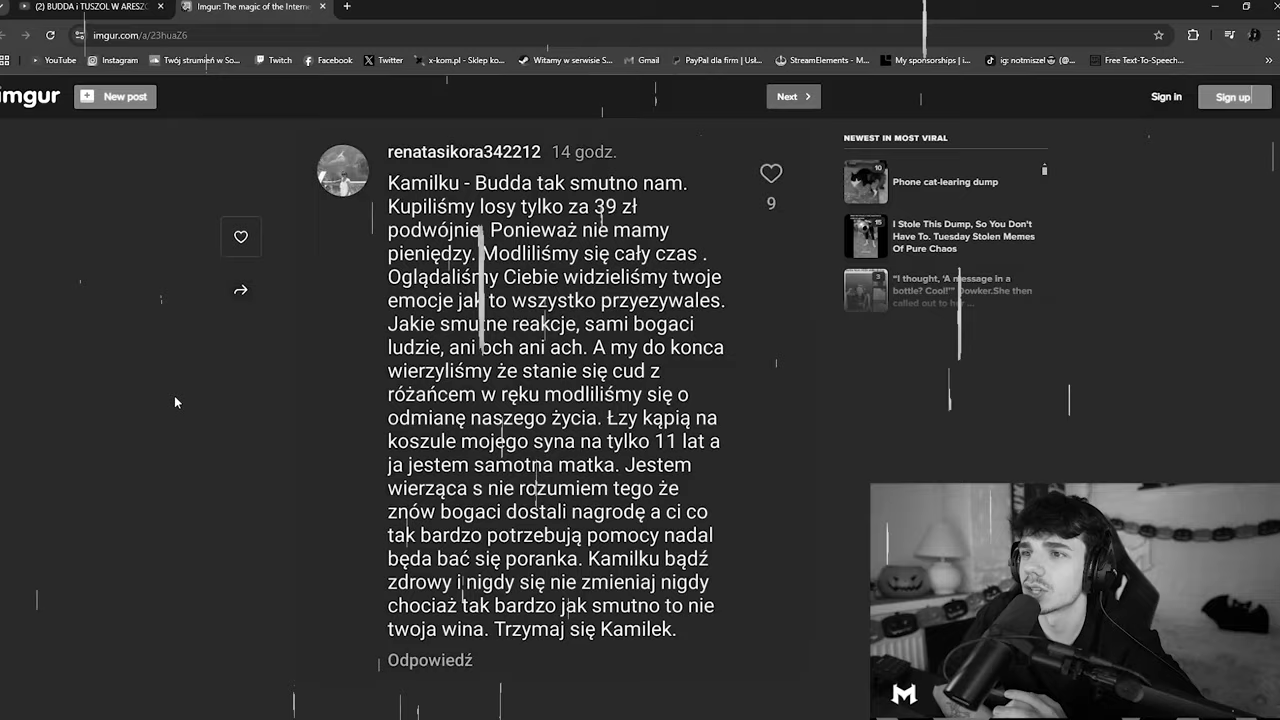 (2) BUDDA i TUSZOL W ARESZ
Imgur: The magic of the Interne
imgur.com/a/23huaZ6
YouTube
Instagram
Twój strumień w So...
Twitch
Facebook
Twitter
x-kom.pl - Sklep ko...
Witamy w serwisie S...
Gmail
PayPal dla firm | Usł...
StreamElements - M...
My sponsorships | i...
ig: notmiszel (@...
Free Text-To-Speech...
imgur
New post
Next
Sign in
Sign up
renatasikora342212 14 godz.
Kamilku - Budda tak smutno nam.
Kupiliśmy losy tylko za 39 zł
podwójnie. Ponieważ nie mamy
pieniędzy. Modliliśmy się cały czas .
Oglądaliśmy Ciebie widzieliśmy twoje
emocje jak to wszystko przyezywales.
Jakie smutne reakcje, sami bogaci
ludzie, ani och ani ach. A my do konca
wierzyliśmy że stanie się cud z
różańcem w ręku modliliśmy się o
odmianę naszego życia. Łzy kąpią na
koszule mojego syna na tylko 11 lat a
ja jestem samotna matka. Jestem
wierząca s nie rozumiem tego że
znów bogaci dostali nagrodę a ci co
tak bardzo potrzebują pomocy nadal
będa bać się poranka. Kamilku bądź
zdrowy i nigdy się nie zmieniaj nigdy
chociaż tak bardzo jak smutno to nie
twoja wina. Trzymaj się Kamilek.
Odpowiedź
9
NEWEST IN MOST VIRAL
10
Phone cat-learing dump
15
I Stole This Dump, So You Don't
Have To. Tuesday Stolen Memes
Of Pure Chaos
3
"I thought, 'A message in a
bottle? Cool!'" Dowker.She then
called out to her ...
M